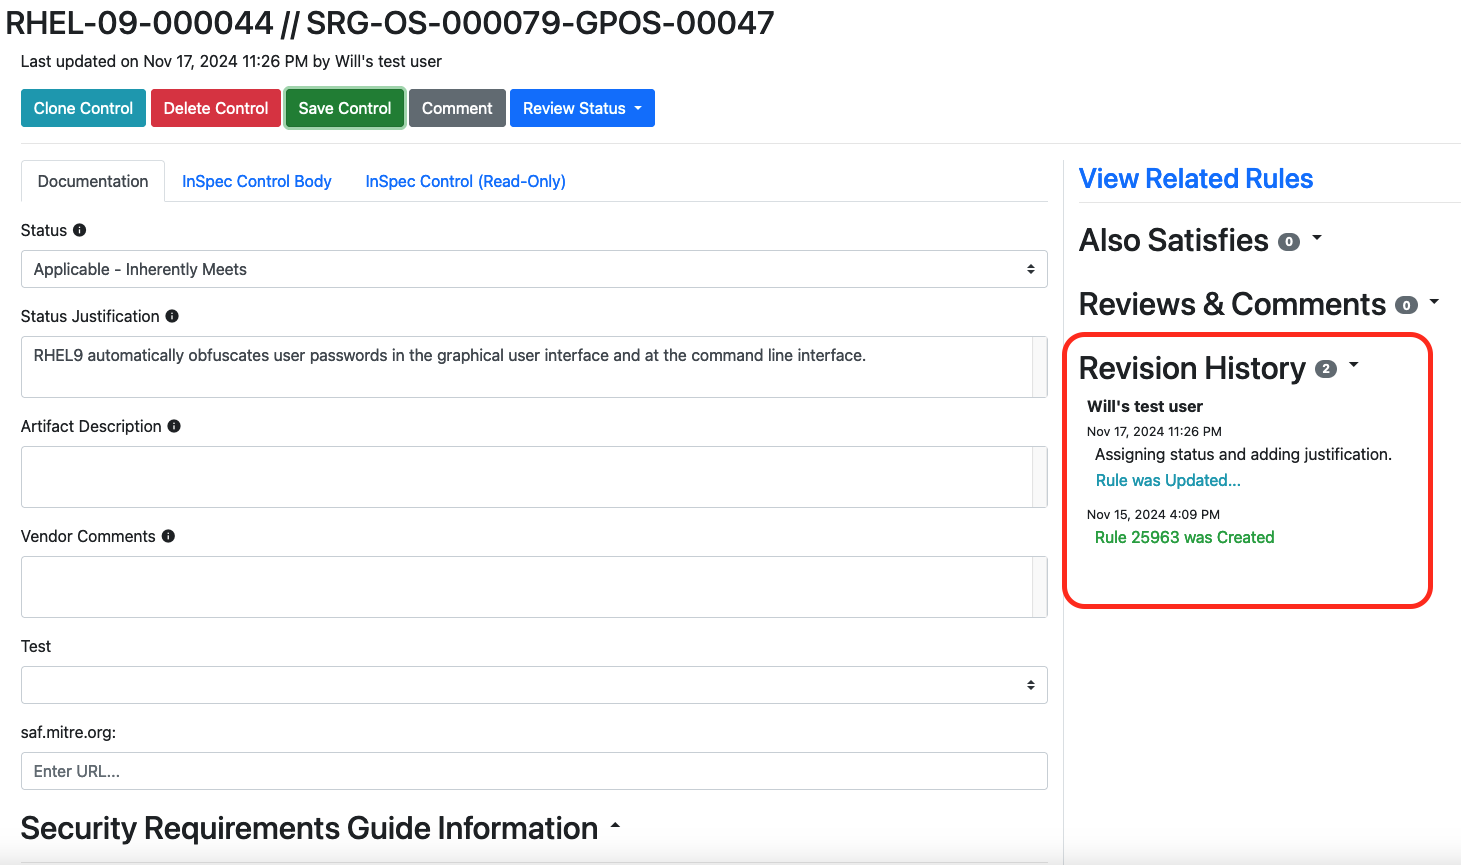 RHEL-09-000044 // SRG-OS-000079-GPOS-00047
Last updated on Nov 17, 2024 11:26 PM by Will's test user
Clone Control
Delete Control
Save Control
Comment
Review Status
Documentation
InSpec Control Body
InSpec Control (Read-Only)
Status
Applicable - Inherently Meets
Status Justification
RHEL9 automatically obfuscates user passwords in the graphical user interface and at the command line interface.
Artifact Description
Vendor Comments
Test
saf.mitre.org:
Enter URL...
Security Requirements Guide Information
View Related Rules
Also Satisfies 0
Reviews & Comments 0
Revision History 2
Will's test user
Nov 17, 2024 11:26 PM
Assigning status and adding justification.
Rule was Updated...
Nov 15, 2024 4:09 PM
Rule 25963 was Created